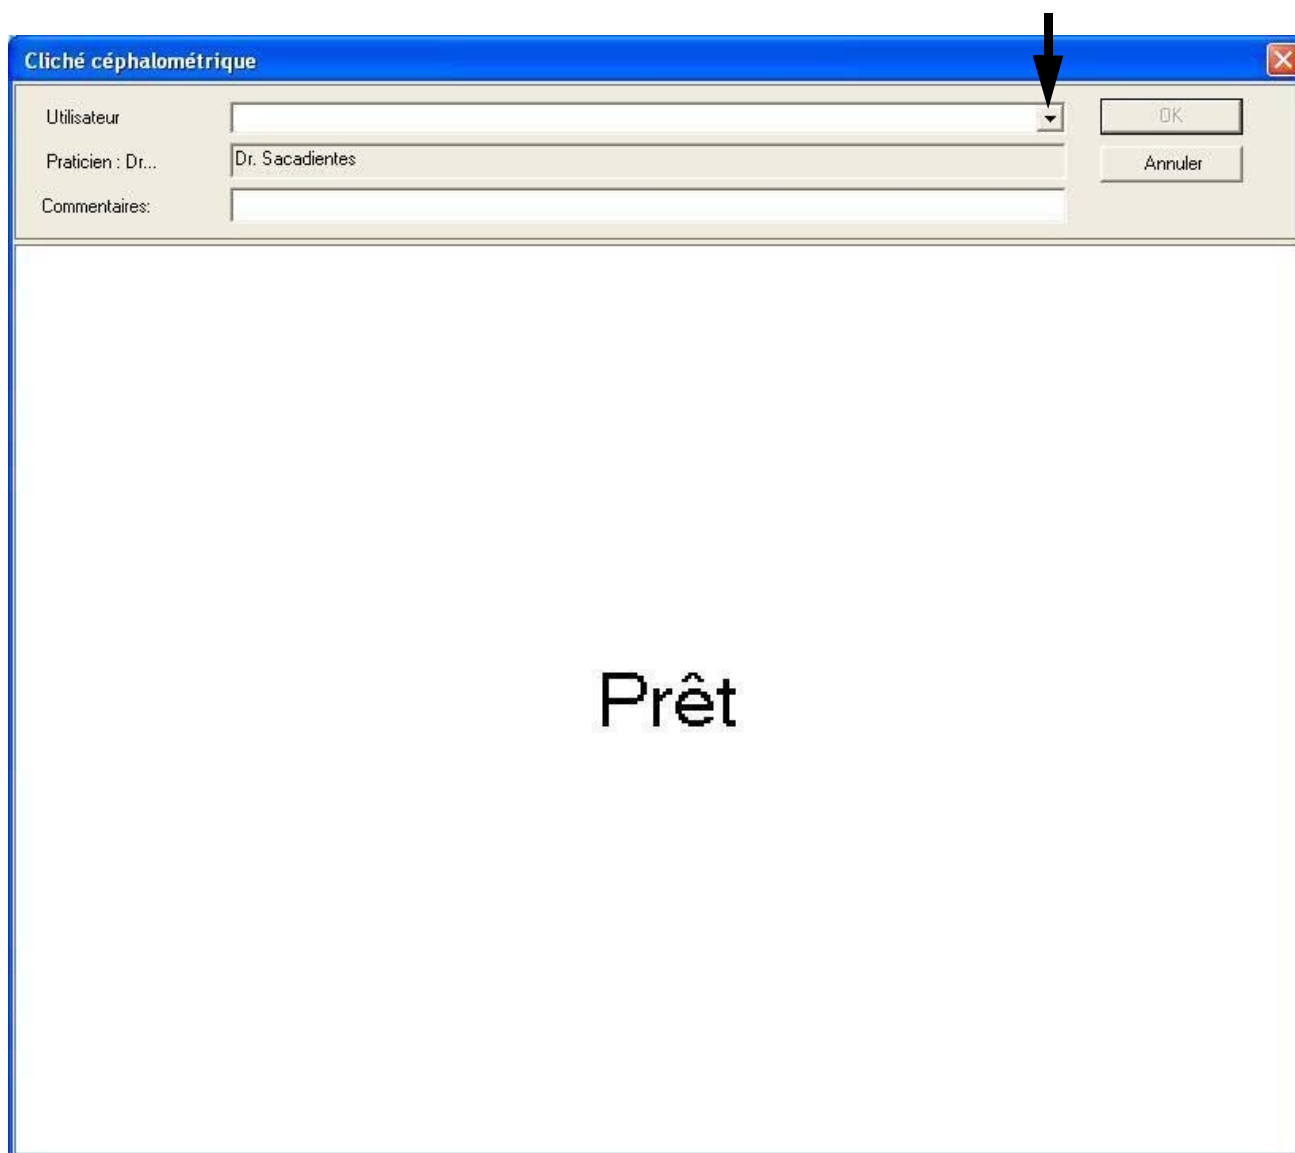 Cliché céphalométrique
Utilisateur
OK
Praticien : Dr...
Dr. Sacadientes
Annuler
Commentaires:
Prêt